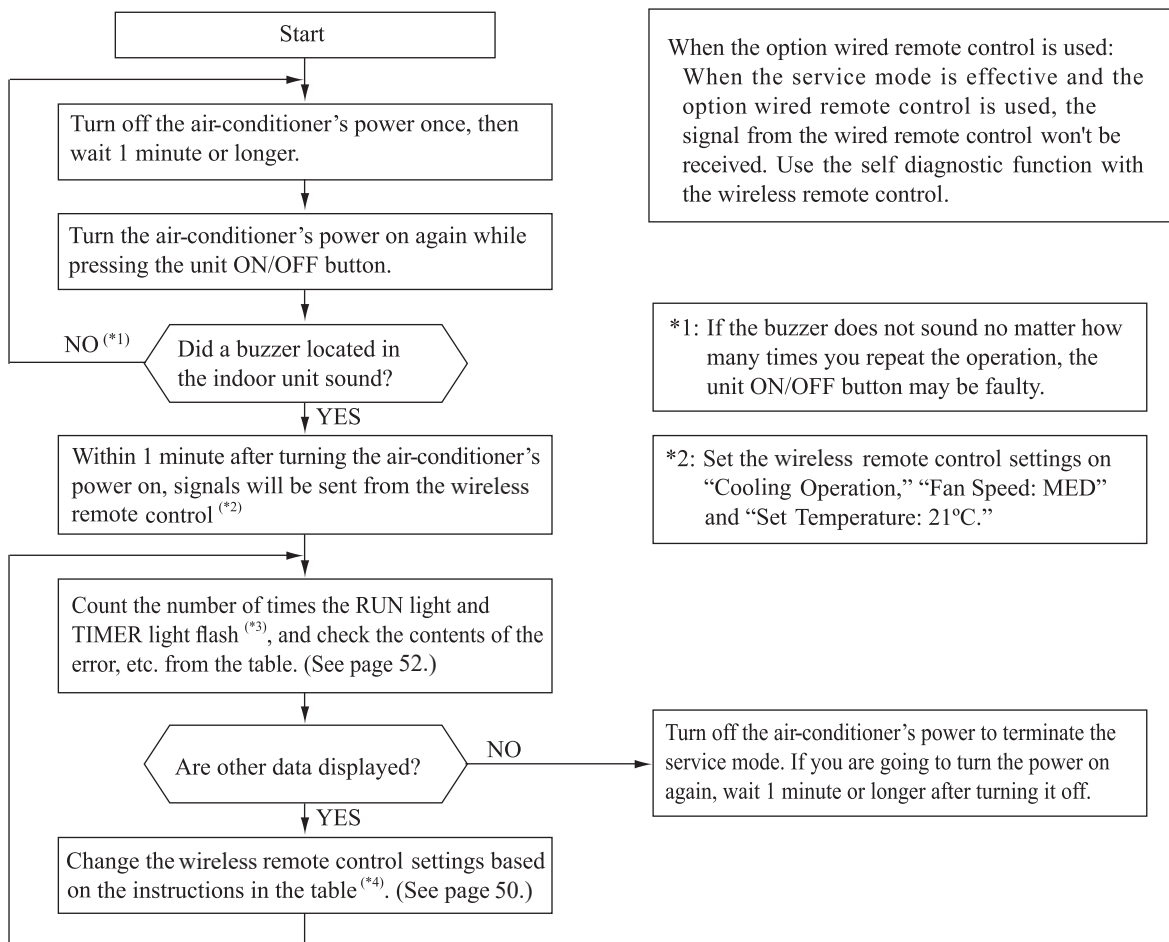 Start
Turn off the air-conditioner's power once, then
wait 1 minute or longer.
Turn the air-conditioner's power on again while
pressing the unit ON/OFF button.
NO (*1)
Did a buzzer located in
the indoor unit sound?
YES
Within 1 minute after turning the air-conditioner's
power on, signals will be sent from the wireless
remote control (*2)
Count the number of times the RUN light and
TIMER light flash (*3), and check the contents of the
error, etc. from the table. (See page 52.)
Are other data displayed?
NO
YES
Change the wireless remote control settings based
on the instructions in the table (*4). (See page 50.)
When the option wired remote control is used:
When the service mode is effective and the
option wired remote control is used, the
signal from the wired remote control won't be
received. Use the self diagnostic function with
the wireless remote control.
*1: If the buzzer does not sound no matter how
many times you repeat the operation, the
unit ON/OFF button may be faulty.
*2: Set the wireless remote control settings on
“Cooling Operation,” “Fan Speed: MED”
and “Set Temperature: 21ºC.”
Turn off the air-conditioner's power to terminate the
service mode. If you are going to turn the power on
again, wait 1 minute or longer after turning it off.